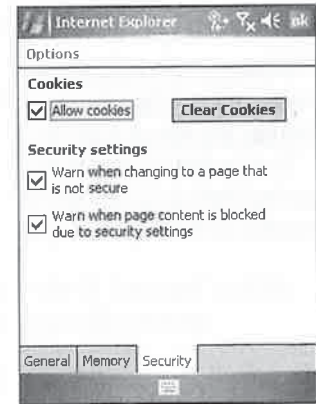 Internet Explorer ok
Options
Cookies
Allow cookies Clear Cookies
Security settings
Warn when changing to a page that
is not secure
Warn when page content is blocked
due to security settings
General Memory Security